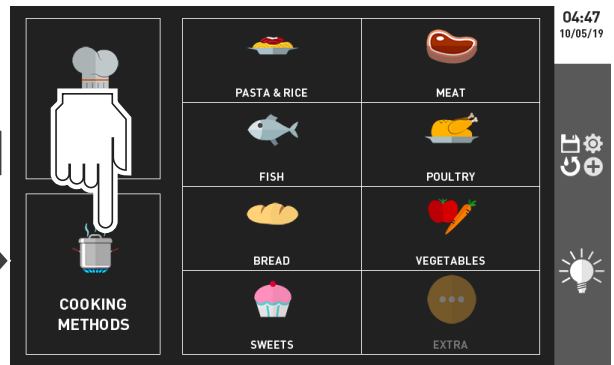 04:47
10/05/19
PASTA & RICE
MEAT
FISH
POULTRY
BREAD
VEGETABLES
COOKING
METHODS
SWEETS
EXTRA